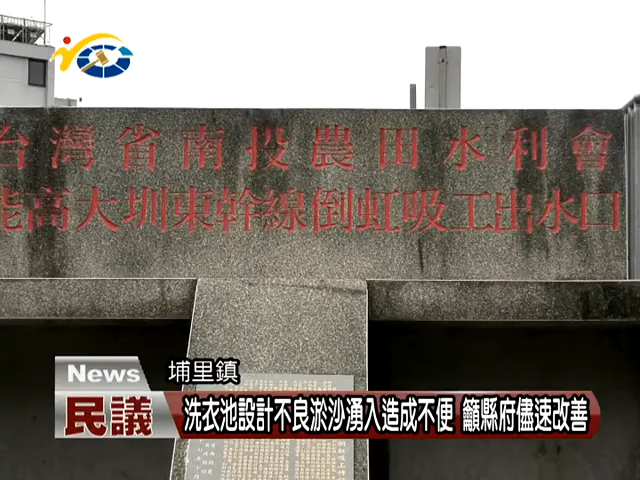 台灣省南投農田水利會
能高大圳東幹線倒虹吸工出水口
News
埔里鎮
民議
洗衣池設計不良淤沙湧入造成不便 籲縣府儘速改善